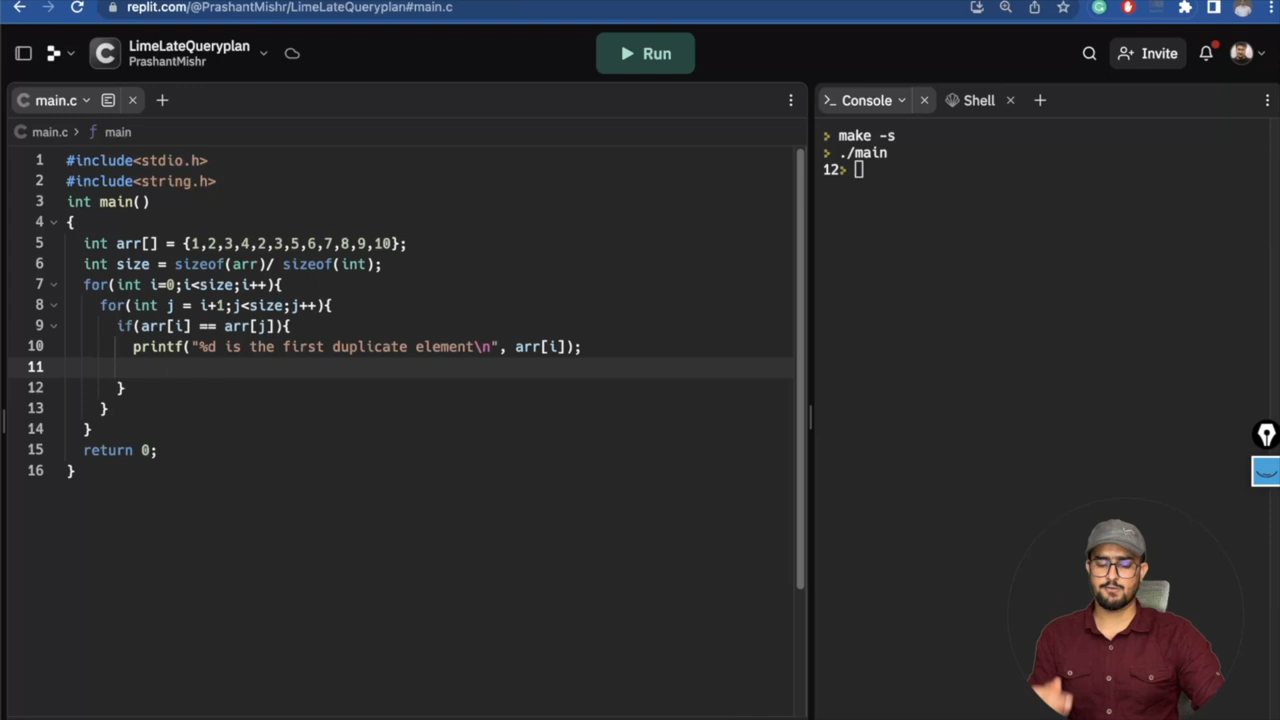 replit.com/@PrashantMishr/LimeLateQueryplan#main.c
LimeLateQueryplan
PrashantMishr
Run
Invite
main.c
Console
Shell
main.c > f main
1 #include<stdio.h>
2 #include<string.h>
3 int main()
4 {
5 int arr[] = {1,2,3,4,2,3,5,6,7,8,9,10};
6 int size = sizeof(arr)/ sizeof(int);
7 for(int i=0;i<size;i++){
8 for(int j = i+1;j<size;j++){
9 if(arr[i] == arr[j]){
10 printf("%d is the first duplicate element\n", arr[i]);
11
12 }
13 }
14 }
15 return 0;
16 }
> make -s
> ./main
12>